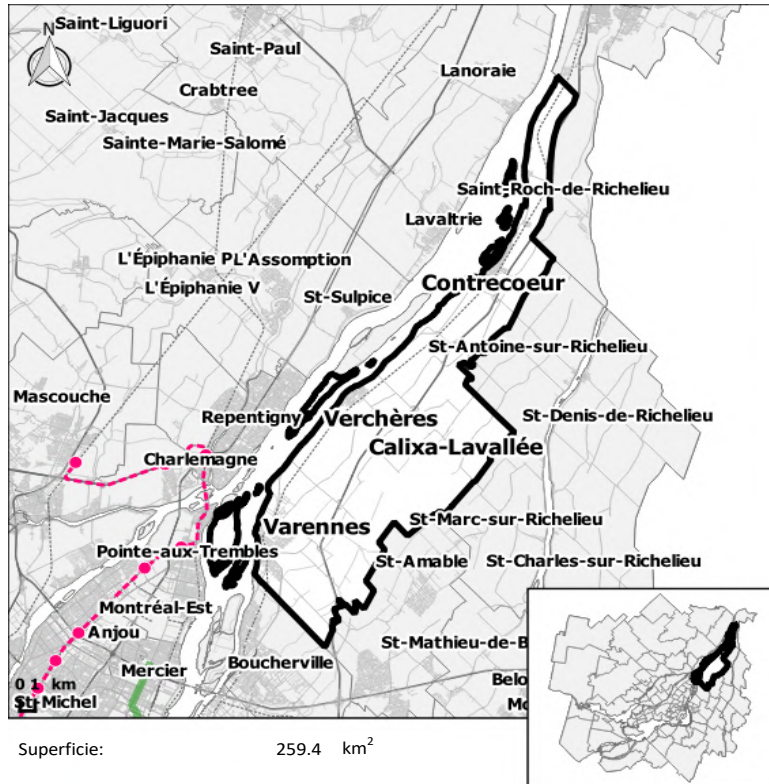 Saint-Liguori
N
Saint-Paul
Lanoraie
Crabtree
Saint-Jacques
Sainte-Marie-Salomé
Saint-Roch-de-Richelieu
Lavaltrie
L'Épiphanie P
L'Assomption
L'Épiphanie V
Contrecoeur
St-Sulpice
St-Antoine-sur-Richelieu
Mascouche
Repentigny
Verchères
St-Denis-de-Richelieu
Calixa-Lavallée
Charlemagne
St-Marc-sur-Richelieu
Varennes
Pointe-aux-Trembles
St-Amable
St-Charles-sur-Richelieu
Montréal-Est
Anjou
St-Mathieu-de-B
Mercier
Boucherville
Belo
0 1 km
St-Michel
Mo
Superficie: 259.4 km²